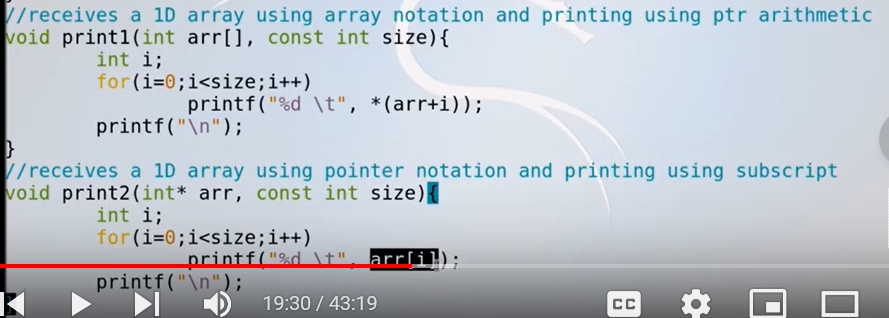 //receives a 1D array using array notation and printing using ptr arithmetic
void print1(int arr[], const int size){
        int i;
        for(i=0;i<size;i++)
                printf("%d \t", *(arr+i));
        printf("\n");
}
//receives a 1D array using pointer notation and printing using subscript
void print2(int* arr, const int size){
        int i;
        for(i=0;i<size;i++)
                printf("%d \t", arr[i]);
        printf("\n");
}
19:30 / 43:19
CC